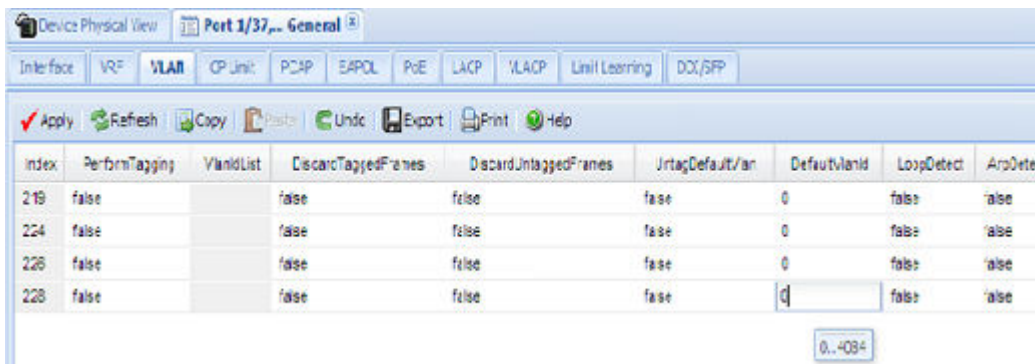 Device Physical View Port 1/37,... General
Interface VRF VLAN CP Limit PCAP EAPOL PoE LACP VLACP Limit Learning DDI/SFP
Apply Refresh Copy Paste Undo Export Print Help
Index PerformTagging VlanIdList DiscardTaggedFrames DiscardUntaggedFrames UntagDefaultVlan DefaultVlanId LoopDetect ArpDete
219 false false false false 0 false false
224 false false false false 0 false false
226 false false false false 0 false false
228 false false false false 0 false false
0..4084